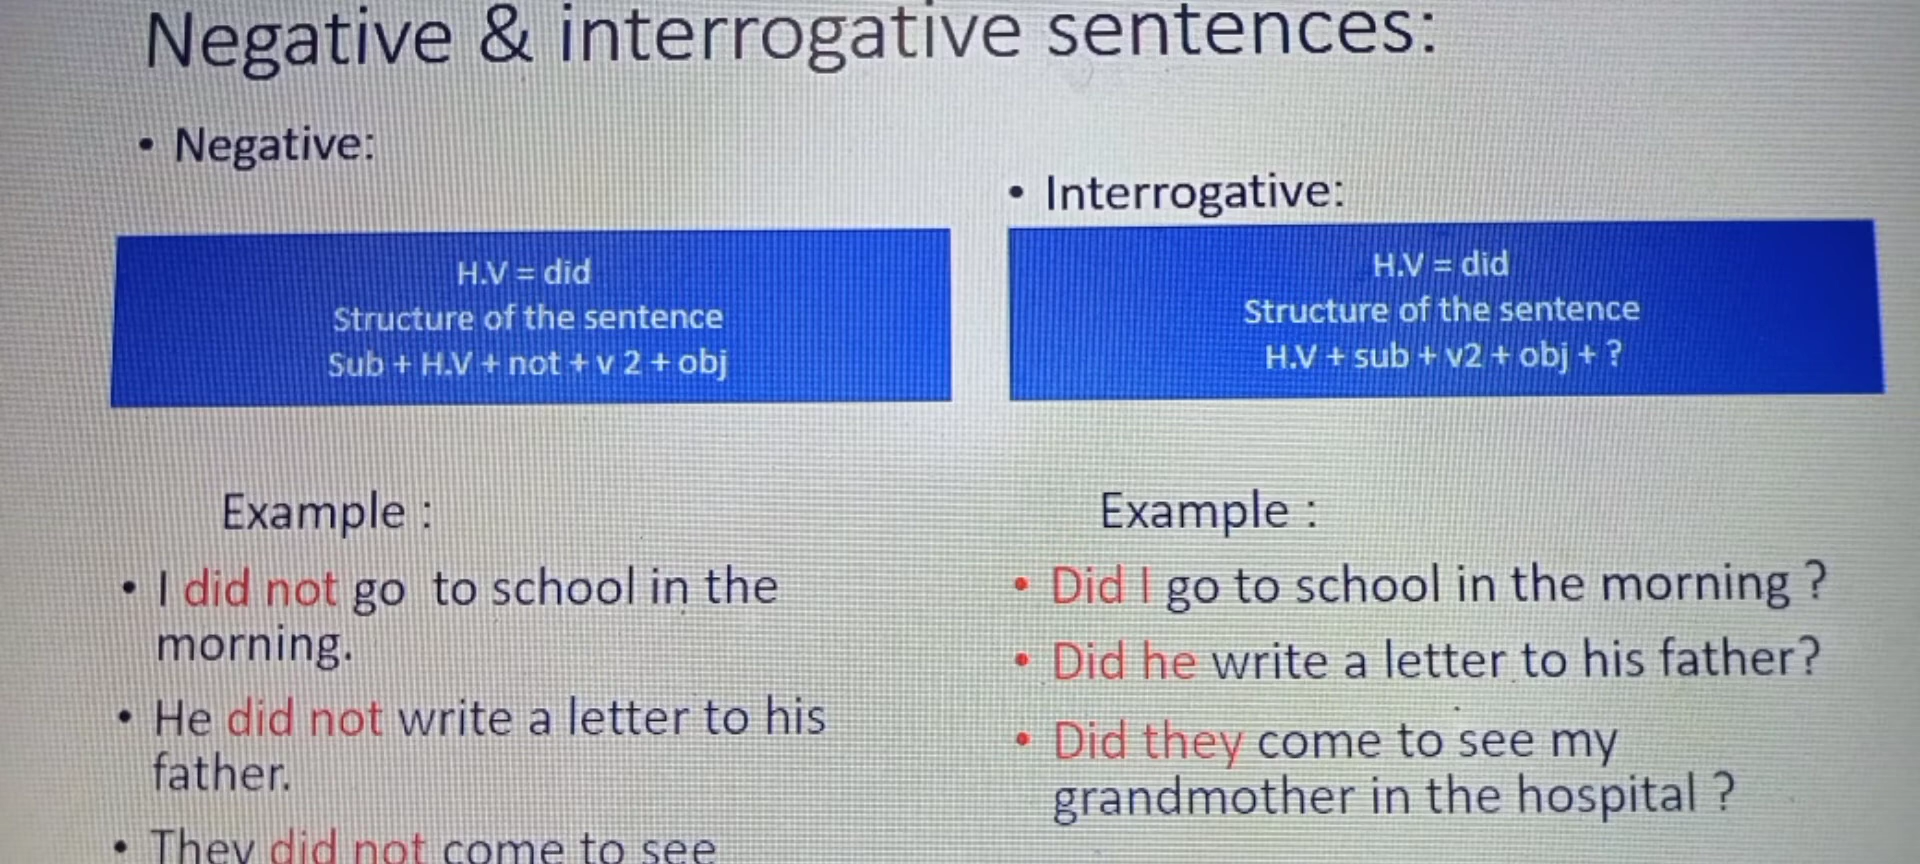 Negative & interrogative sentences:
• Negative:
H.V = did
Structure of the sentence
Sub + H.V + not + v 2 + obj
Example :
• I did not go to school in the
morning.
• He did not write a letter to his
father.
• They did not come to see
• Interrogative:
H.V = did
Structure of the sentence
H.V + sub + v2 + obj + ?
Example :
• Did I go to school in the morning ?
• Did he write a letter to his father?
• Did they come to see my
grandmother in the hospital ?